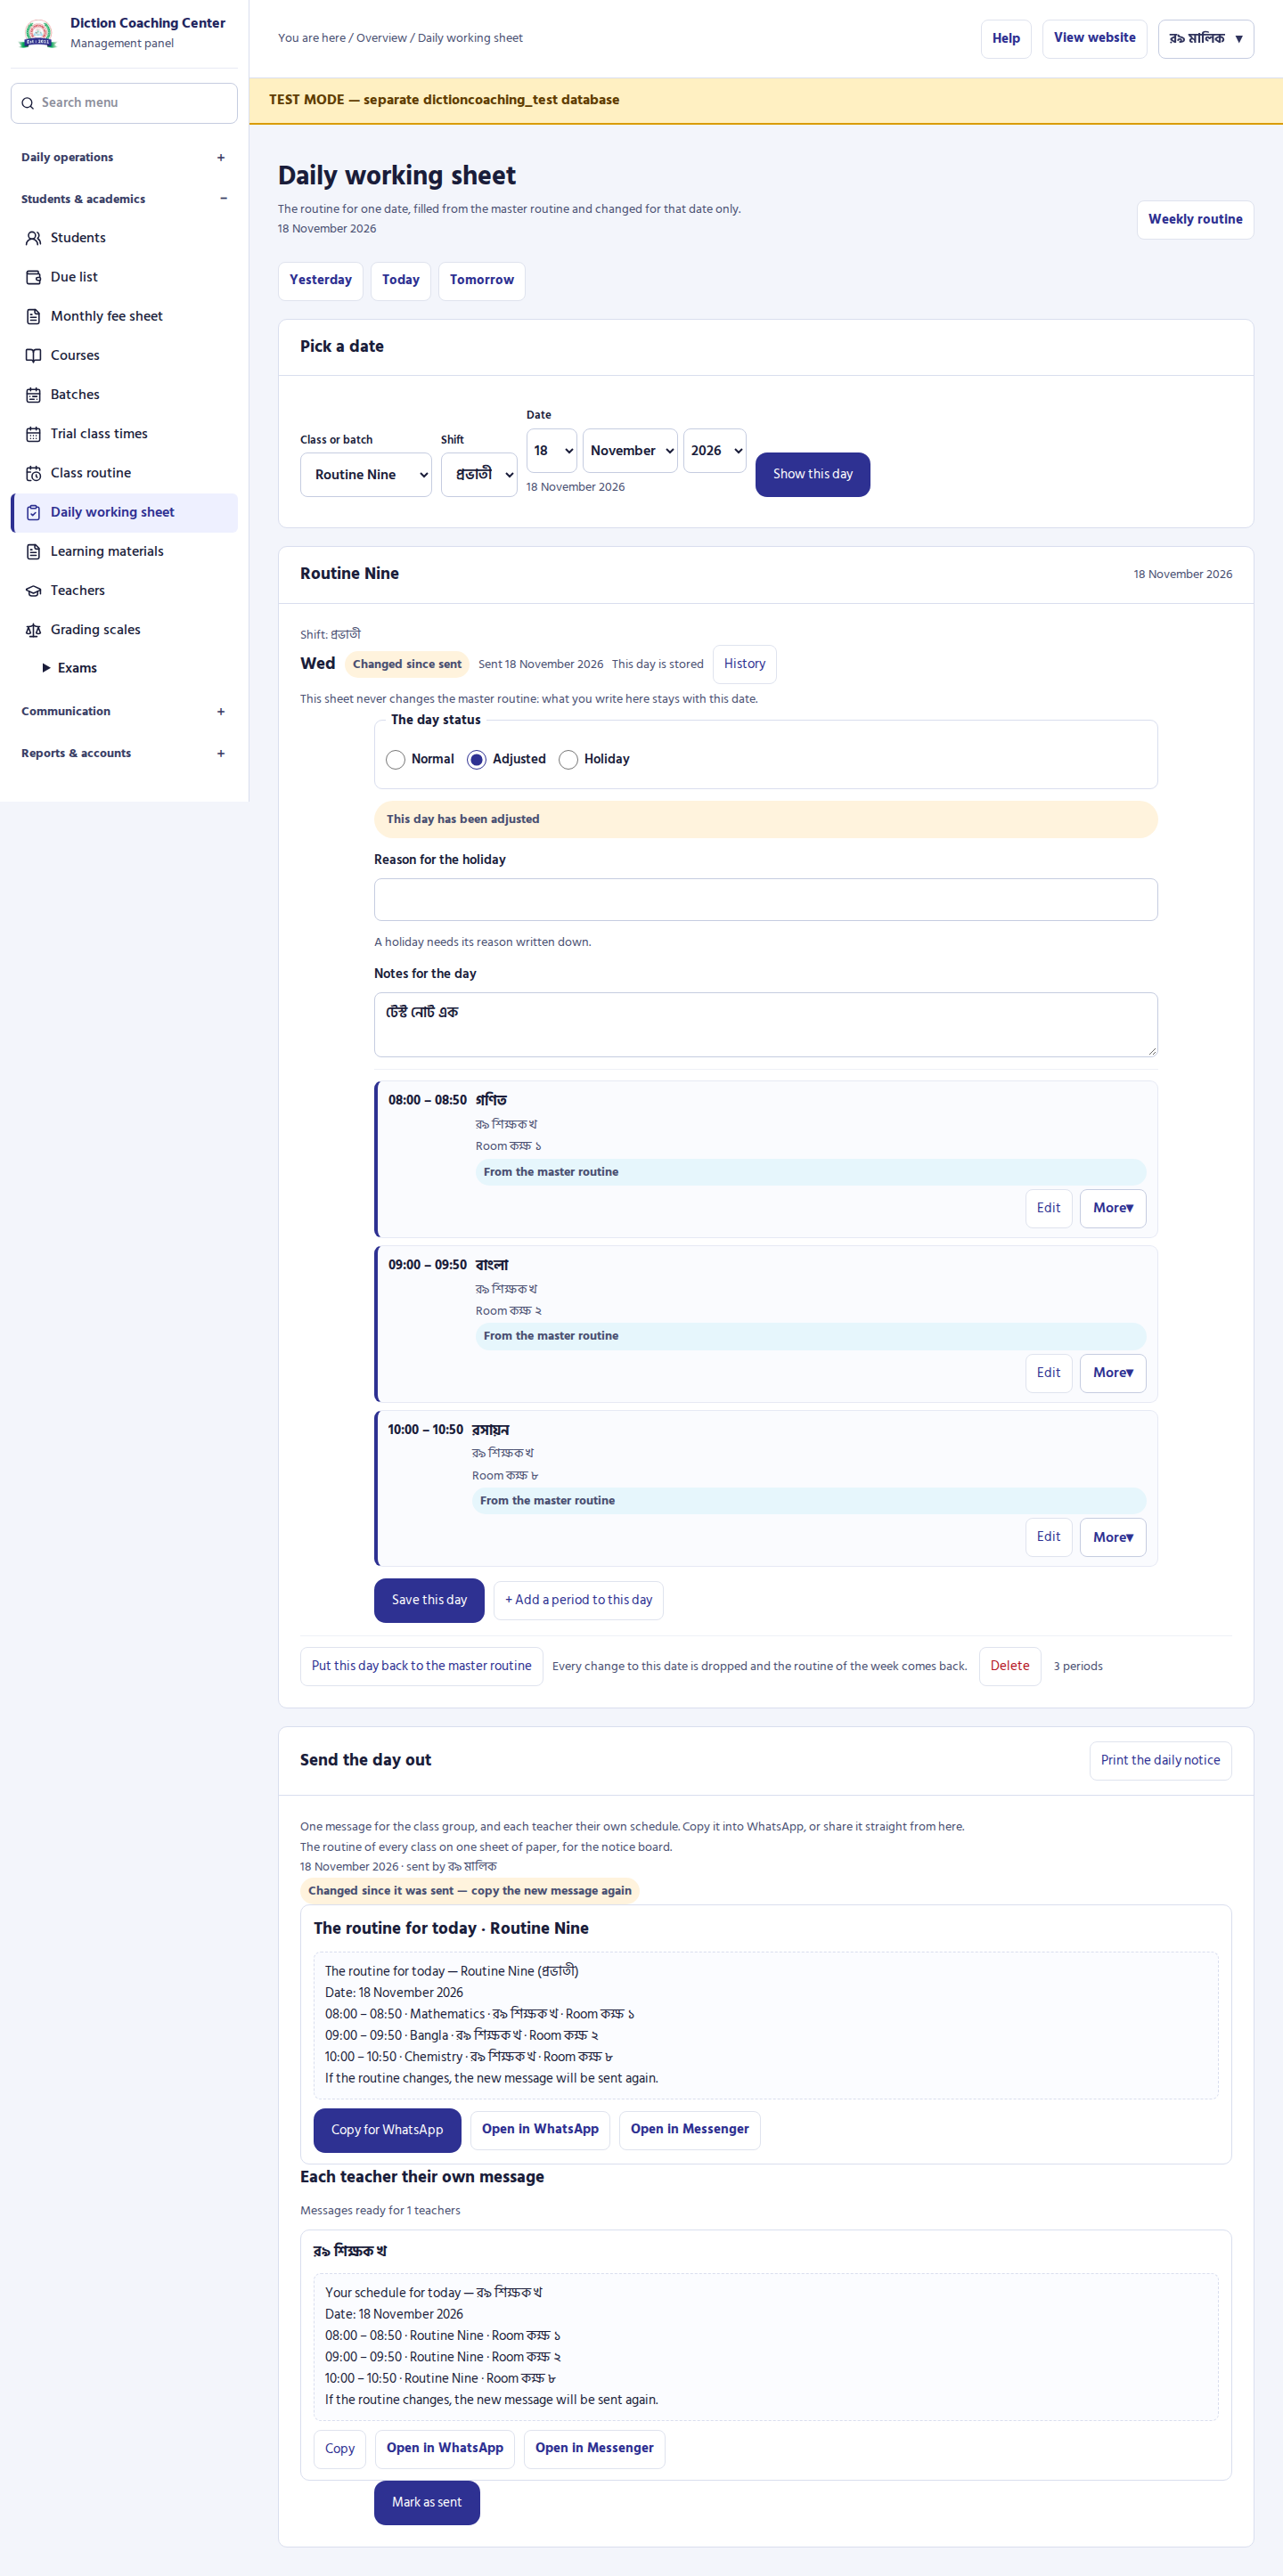 Diction Coaching Center
Management panel
Search menu
Daily operations +
Students & academics −
Students
Due list
Monthly fee sheet
Courses
Batches
Trial class times
Class routine
Daily working sheet
Learning materials
Teachers
Grading scales
Exams
Communication +
Reports & accounts +
You are here / Overview / Daily working sheet
Help
View website
র৯ মালিক
TEST MODE — separate dictioncoaching_test database
Daily working sheet
The routine for one date, filled from the master routine and changed for that date only.
18 November 2026
Weekly routine
Yesterday
Today
Tomorrow
Pick a date
Class or batch
Routine Nine
Shift
প্রভাতী
Date
18
November
2026
18 November 2026
Show this day
Routine Nine
18 November 2026
Shift: প্রভাতী
Wed
Changed since sent
Sent 18 November 2026
This day is stored
History
This sheet never changes the master routine: what you write here stays with this date.
The day status
Normal
Adjusted
Holiday
This day has been adjusted
Reason for the holiday
A holiday needs its reason written down.
Notes for the day
টেস্ট নোট এক
08:00 – 08:50 গণিত
র৯ শিক্ষক খ
Room কক্ষ ১
From the master routine
Edit
More▾
09:00 – 09:50 বাংলা
র৯ শিক্ষক খ
Room কক্ষ ২
From the master routine
Edit
More▾
10:00 – 10:50 রসায়ন
র৯ শিক্ষক খ
Room কক্ষ ৮
From the master routine
Edit
More▾
Save this day
+ Add a period to this day
Put this day back to the master routine
Every change to this date is dropped and the routine of the week comes back.
Delete
3 periods
Send the day out
Print the daily notice
One message for the class group, and each teacher their own schedule. Copy it into WhatsApp, or share it straight from here.
The routine of every class on one sheet of paper, for the notice board.
18 November 2026 · sent by র৯ মালিক
Changed since it was sent — copy the new message again
The routine for today · Routine Nine
The routine for today — Routine Nine (প্রভাতী)
Date: 18 November 2026
08:00 – 08:50 · Mathematics · র৯ শিক্ষক খ · Room কক্ষ ১
09:00 – 09:50 · Bangla · র৯ শিক্ষক খ · Room কক্ষ ২
10:00 – 10:50 · Chemistry · র৯ শিক্ষক খ · Room কক্ষ ৮
If the routine changes, the new message will be sent again.
Copy for WhatsApp
Open in WhatsApp
Open in Messenger
Each teacher their own message
Messages ready for 1 teachers
র৯ শিক্ষক খ
Your schedule for today — র৯ শিক্ষক খ
Date: 18 November 2026
08:00 – 08:50 · Routine Nine · Room কক্ষ ১
09:00 – 09:50 · Routine Nine · Room কক্ষ ২
10:00 – 10:50 · Routine Nine · Room কক্ষ ৮
If the routine changes, the new message will be sent again.
Copy
Open in WhatsApp
Open in Messenger
Mark as sent